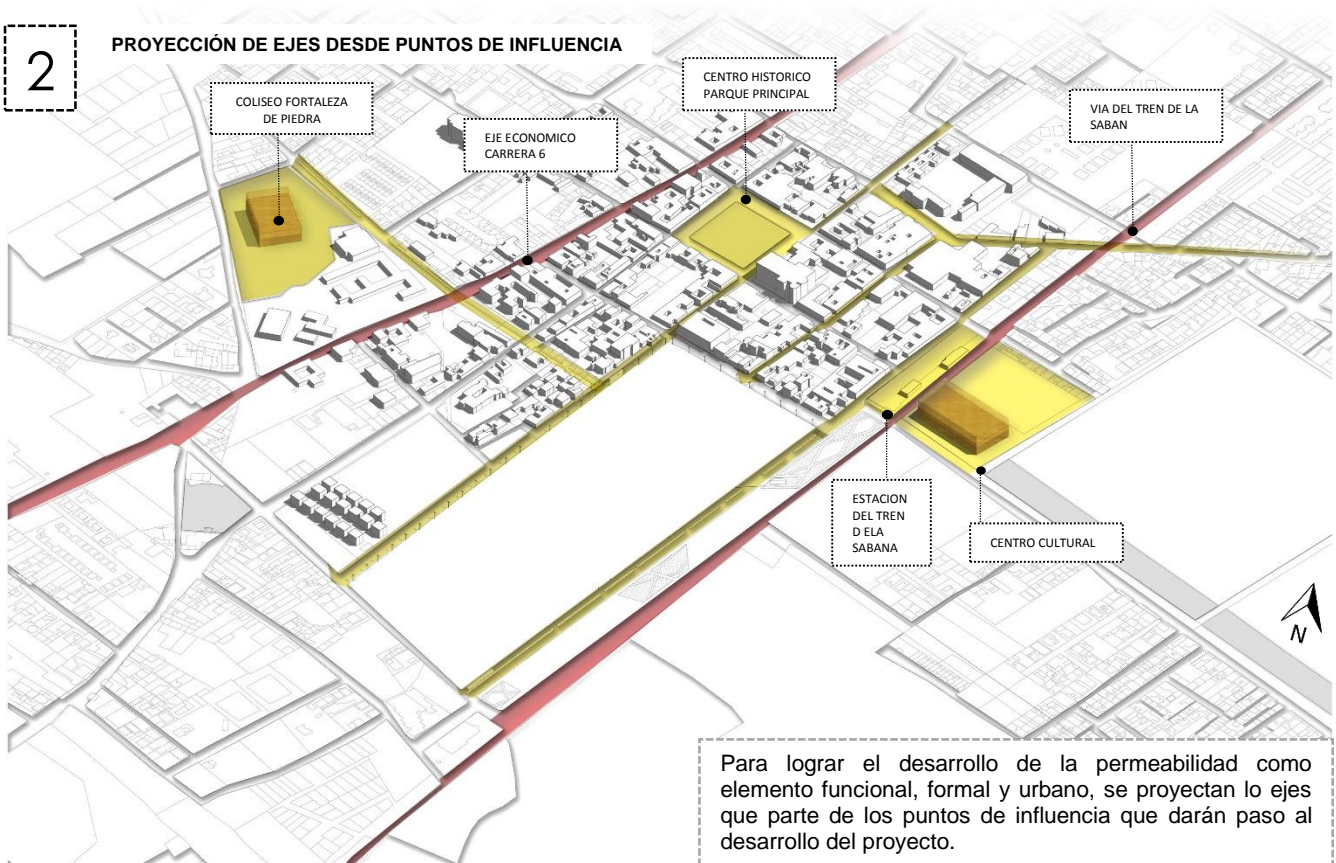 2
PROYECCIÓN DE EJES DESDE PUNTOS DE INFLUENCIA
COLISEO FORTALEZA
DE PIEDRA
EJE ECONOMICO
CARRERA 6
CENTRO HISTORICO
PARQUE PRINCIPAL
VIA DEL TREN DE LA
SABAN
ESTACION
DEL TREN
D ELA
SABANA
CENTRO CULTURAL
N
Para lograr el desarrollo de la permeabilidad como
elemento funcional, formal y urbano, se proyectan lo ejes
que parte de los puntos de influencia que darán paso al
desarrollo del proyecto.